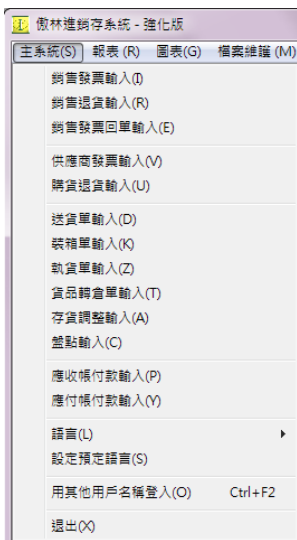 傲林進銷存系統 - 強化版
主系統(S) 報表 (R) 圖表(G) 檔案維護 (M)
銷售發票輸入(I)
銷售退貨輸入(R)
銷售發票回單輸入(E)
供應商發票輸入(V)
購貨退貨輸入(U)
送貨單輸入(D)
裝箱單輸入(K)
執貨單輸入(Z)
貨品轉倉單輸入(T)
存貨調整輸入(A)
盤點輸入(C)
應收帳付款輸入(P)
應付帳付款輸入(Y)
語言(L)
設定預定語言(S)
用其他用戶名稱登入(O) Ctrl+F2
退出(X)